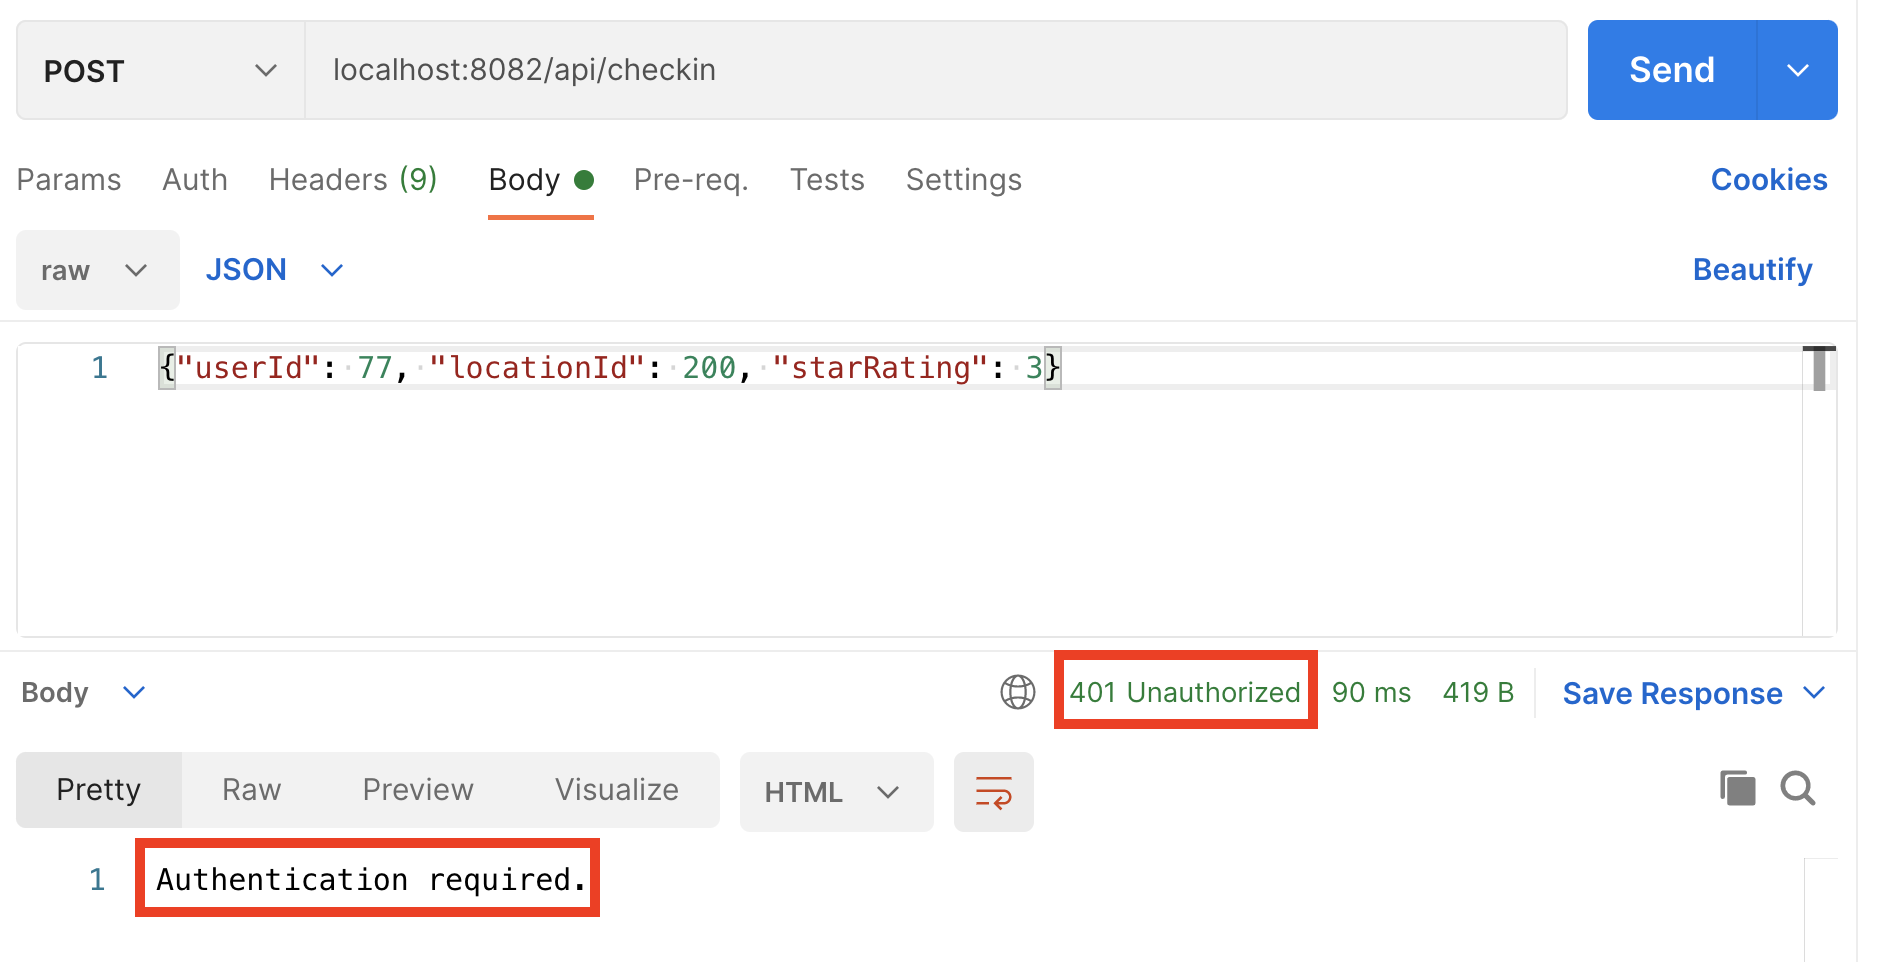 POST localhost:8082/api/checkin Send
Params Auth Headers (9) Body Pre-req. Tests Settings Cookies
raw JSON Beautify
1 {"userId": 77, "locationId": 200, "starRating": 3}
Body 401 Unauthorized 90 ms 419 B Save Response
Pretty Raw Preview Visualize HTML
1 Authentication required.